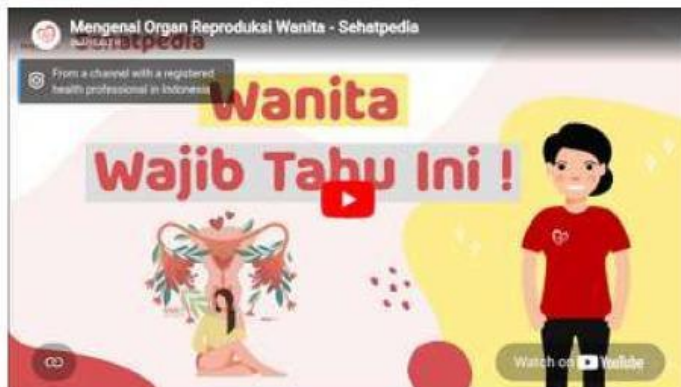 Mengenal Organ Reproduksi Wanita - Sehatpedia
Sehatpedia
From a channel with a registered
health professional in Indonesia
Wanita
Wajib Tahu Ini !
Watch on YouTube